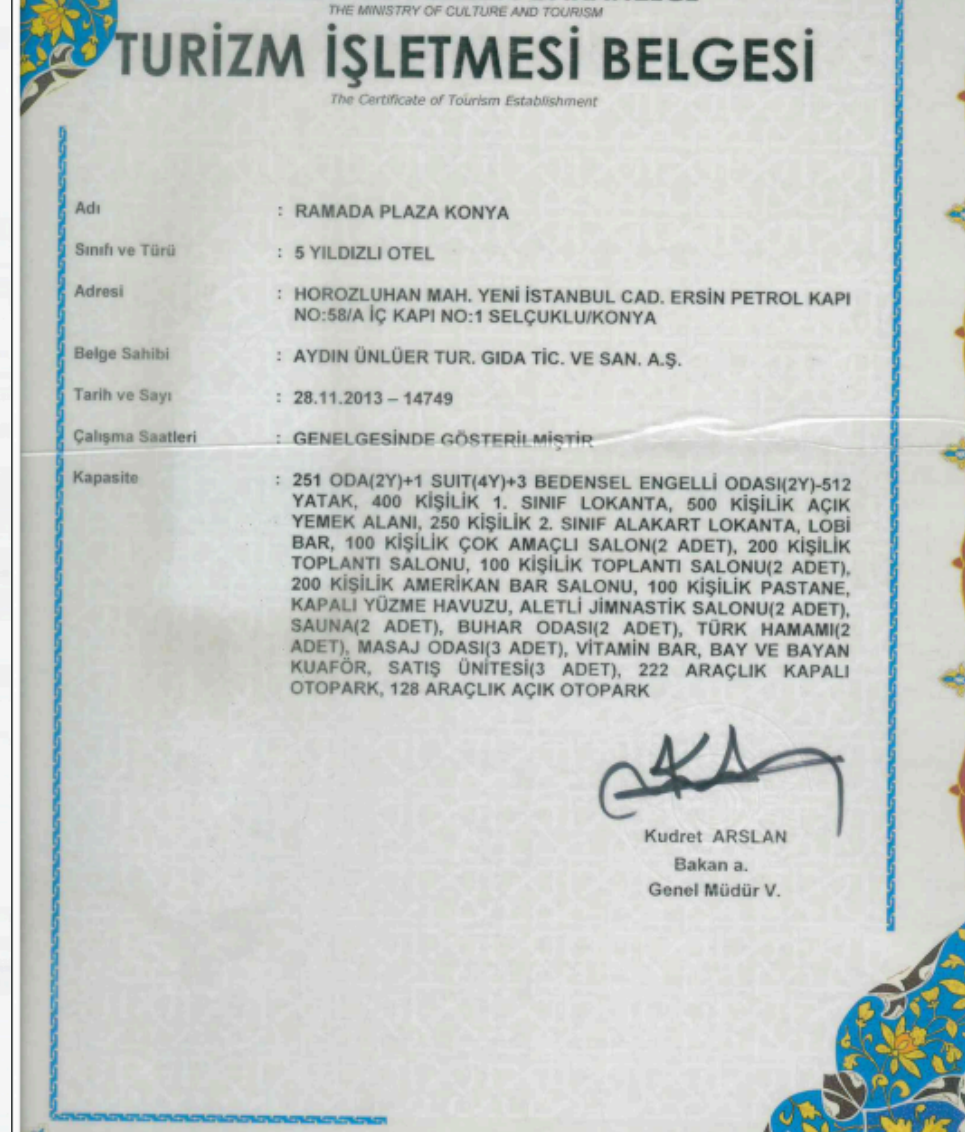 THE MINISTRY OF CULTURE AND TOURISM
TURİZM İŞLETMESİ BELGESİ
The Certificate of Tourism Establishment
Adı : RAMADA PLAZA KONYA
Sınıfı ve Türü : 5 YILDIZLI OTEL
Adresi : HOROZLUHAN MAH. YENİ İSTANBUL CAD. ERSİN PETROL KAPI
NO:58/A İÇ KAPI NO:1 SELÇUKLU/KONYA
Belge Sahibi : AYDIN ÜNLÜER TUR. GIDA TİC. VE SAN. A.Ş.
Tarih ve Sayı : 28.11.2013 – 14749
Çalışma Saatleri : GENELGESİNDE GÖSTERİLMİŞTİR
Kapasite : 251 ODA(2Y)+1 SUIT(4Y)+3 BEDENSEL ENGELLİ ODASI(2Y)-512
YATAK, 400 KİŞİLİK 1. SINIF LOKANTA, 500 KİŞİLİK AÇIK
YEMEK ALANI, 250 KİŞİLİK 2. SINIF ALAKART LOKANTA, LOBİ
BAR, 100 KİŞİLİK ÇOK AMAÇLI SALON(2 ADET), 200 KİŞİLİK
TOPLANTI SALONU, 100 KİŞİLİK TOPLANTI SALONU(2 ADET),
200 KİŞİLİK AMERİKAN BAR SALONU, 100 KİŞİLİK PASTANE,
KAPALI YÜZME HAVUZU, ALETLİ JİMNASTİK SALONU(2 ADET),
SAUNA(2 ADET), BUHAR ODASI(2 ADET), TÜRK HAMAMI(2
ADET), MASAJ ODASI(3 ADET), VİTAMİN BAR, BAY VE BAYAN
KUAFÖR, SATIŞ ÜNİTESİ(3 ADET), 222 ARAÇLIK KAPALI
OTOPARK, 128 ARAÇLIK AÇIK OTOPARK
Kudret ARSLAN
Bakan a.
Genel Müdür V.